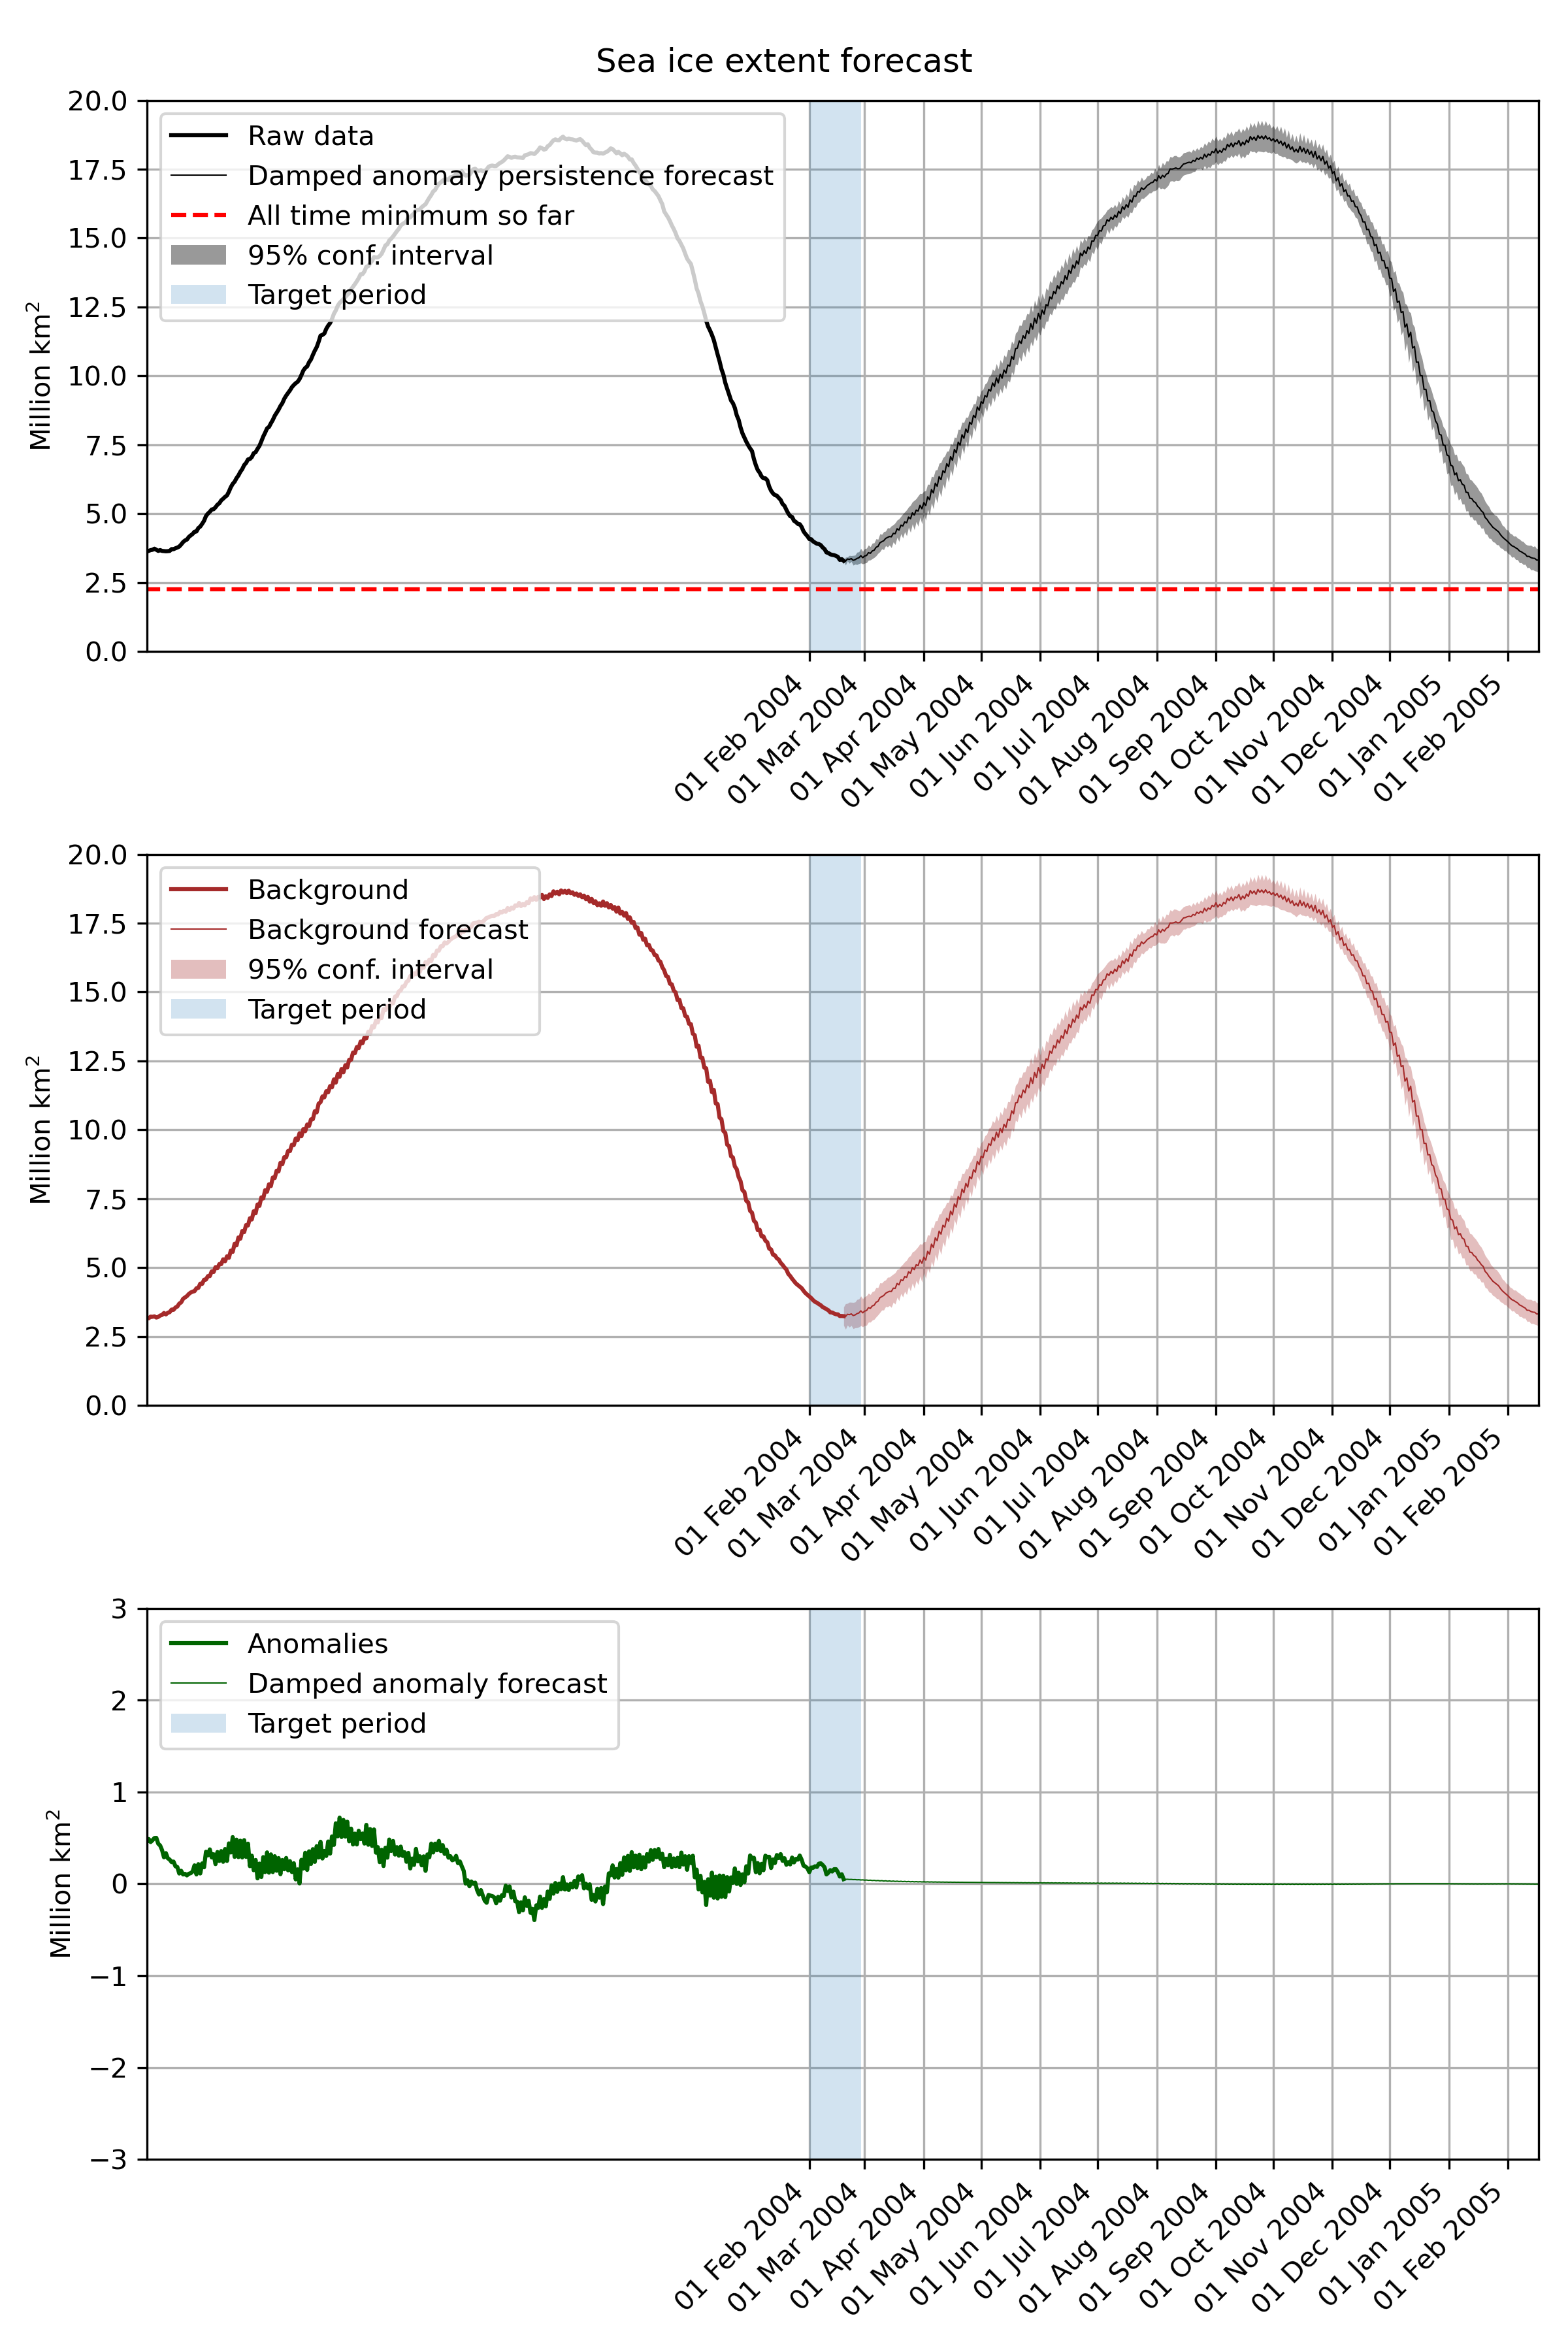 Sea ice extent forecast
20.0
17.5
15.0
12.5
10.0
7.5
5.0
2.5
0.0
Million km²
Raw data
Damped anomaly persistence forecast
All time minimum so far
95% conf. interval
Target period
01 Feb 2004
01 Mar 2004
01 Apr 2004
01 May 2004
01 Jun 2004
01 Jul 2004
01 Aug 2004
01 Sep 2004
01 Oct 2004
01 Nov 2004
01 Dec 2004
01 Jan 2005
01 Feb 2005
20.0
17.5
15.0
12.5
10.0
7.5
5.0
2.5
0.0
Million km²
Background
Background forecast
95% conf. interval
Target period
01 Feb 2004
01 Mar 2004
01 Apr 2004
01 May 2004
01 Jun 2004
01 Jul 2004
01 Aug 2004
01 Sep 2004
01 Oct 2004
01 Nov 2004
01 Dec 2004
01 Jan 2005
01 Feb 2005
3
2
1
0
−1
−2
−3
Million km²
Anomalies
Damped anomaly forecast
Target period
01 Feb 2004
01 Mar 2004
01 Apr 2004
01 May 2004
01 Jun 2004
01 Jul 2004
01 Aug 2004
01 Sep 2004
01 Oct 2004
01 Nov 2004
01 Dec 2004
01 Jan 2005
01 Feb 2005